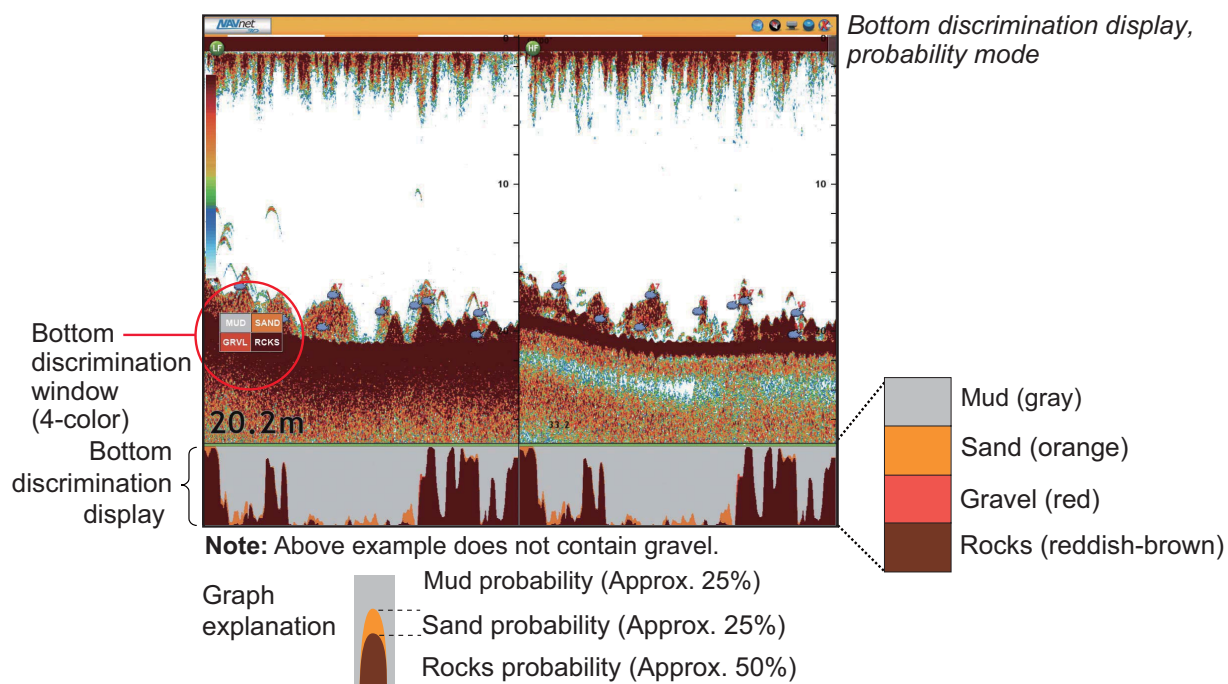 NAVnet
Bottom discrimination display,
probability mode
LF
HF
10
10
MUD SAND
GRVL RCKS
20.2m
33.2
Bottom
discrimination
window
(4-color)
Bottom
discrimination
display
Mud (gray)
Sand (orange)
Gravel (red)
Rocks (reddish-brown)
Note: Above example does not contain gravel.
Graph
explanation
Mud probability (Approx. 25%)
Sand probability (Approx. 25%)
Rocks probability (Approx. 50%)